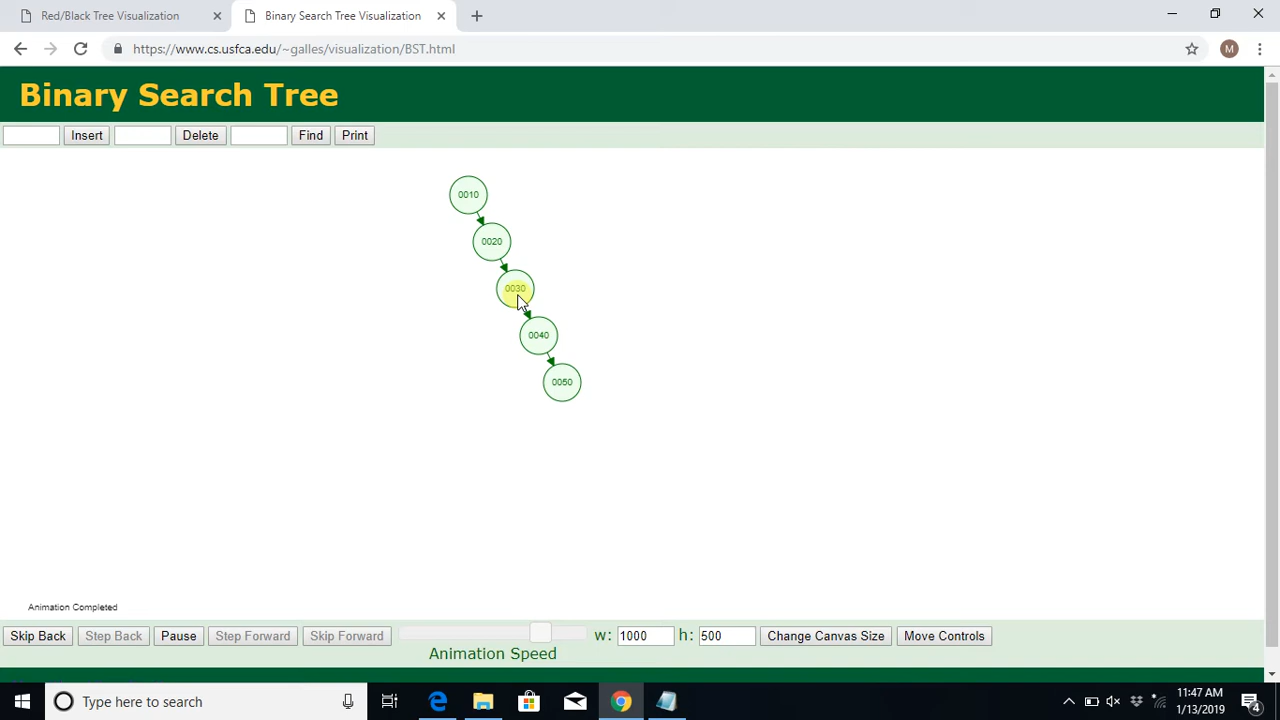 Red/Black Tree Visualization
Binary Search Tree Visualization
https://www.cs.usfca.edu/~galles/visualization/BST.html
M
Binary Search Tree
Insert Delete Find Print
0010
0020
0030
0040
0050
Animation Completed
Skip Back Step Back Pause Step Forward Skip Forward w: 1000 h: 500 Change Canvas Size Move Controls
Animation Speed
Type here to search
11:47 AM
1/13/2019
4